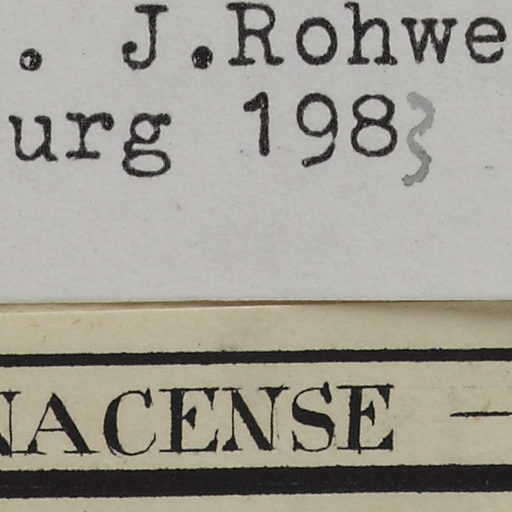 . J.Rohwe
urg 1983
NACENSE —